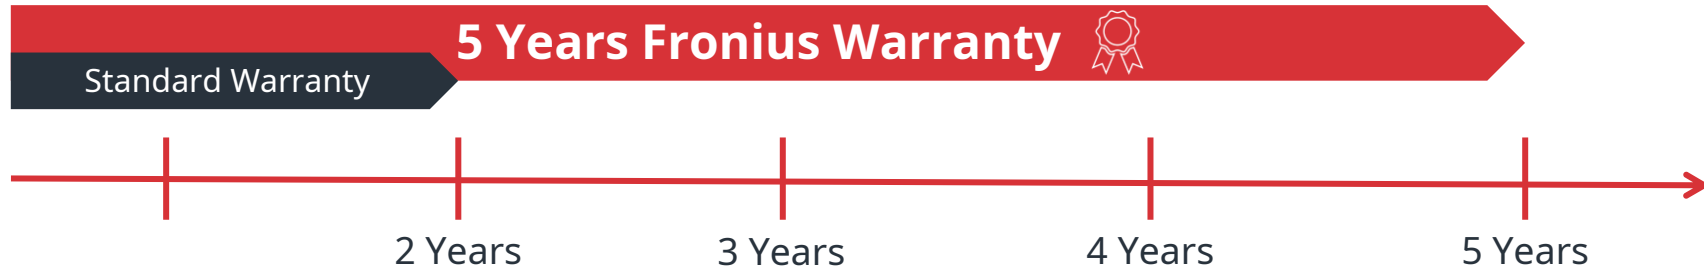 5 Years Fronius Warranty
Standard Warranty
2 Years
3 Years
4 Years
5 Years